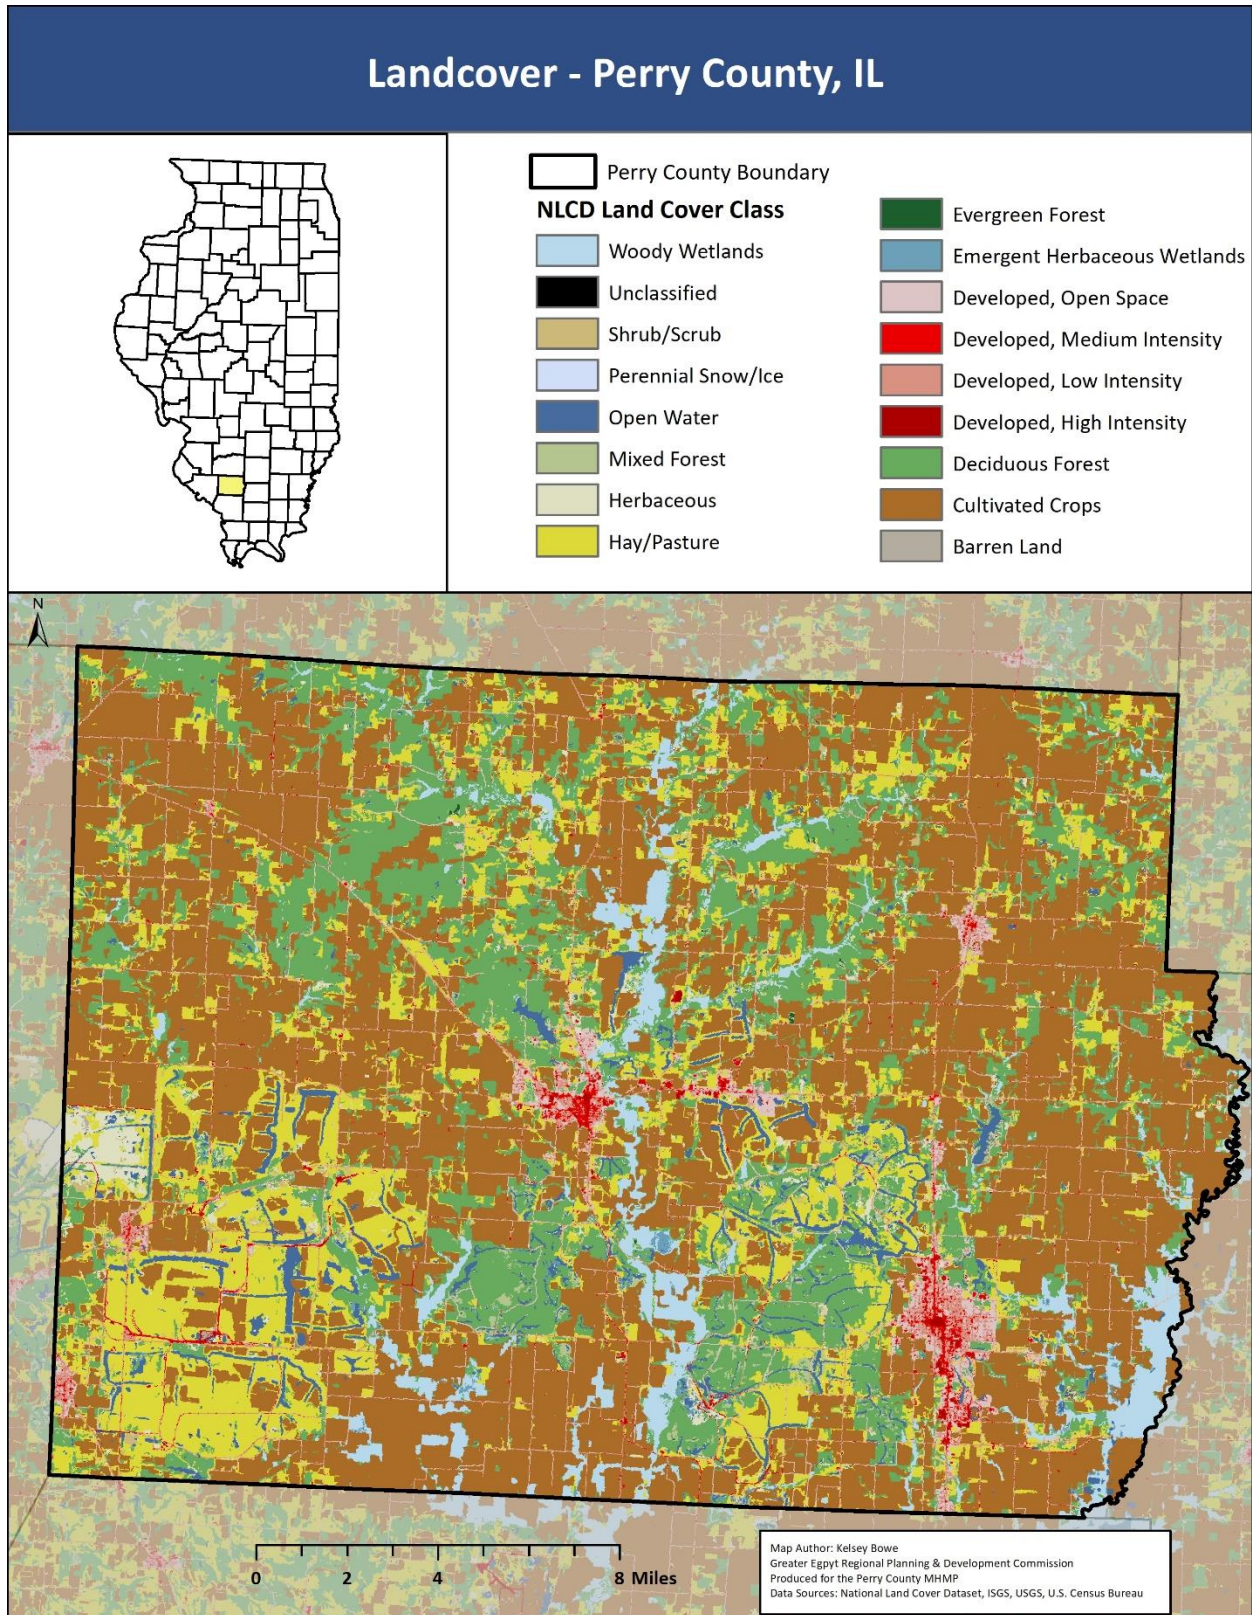 Landcover - Perry County, IL
Perry County Boundary
NLCD Land Cover Class
Woody Wetlands
Unclassified
Shrub/Scrub
Perennial Snow/Ice
Open Water
Mixed Forest
Herbaceous
Hay/Pasture
Evergreen Forest
Emergent Herbaceous Wetlands
Developed, Open Space
Developed, Medium Intensity
Developed, Low Intensity
Developed, High Intensity
Deciduous Forest
Cultivated Crops
Barren Land
N
0 2 4 8 Miles
Map Author: Kelsey Bowe
Greater Egpyt Regional Planning & Development Commission
Produced for the Perry County MHMP
Data Sources: National Land Cover Dataset, ISGS, USGS, U.S. Census Bureau